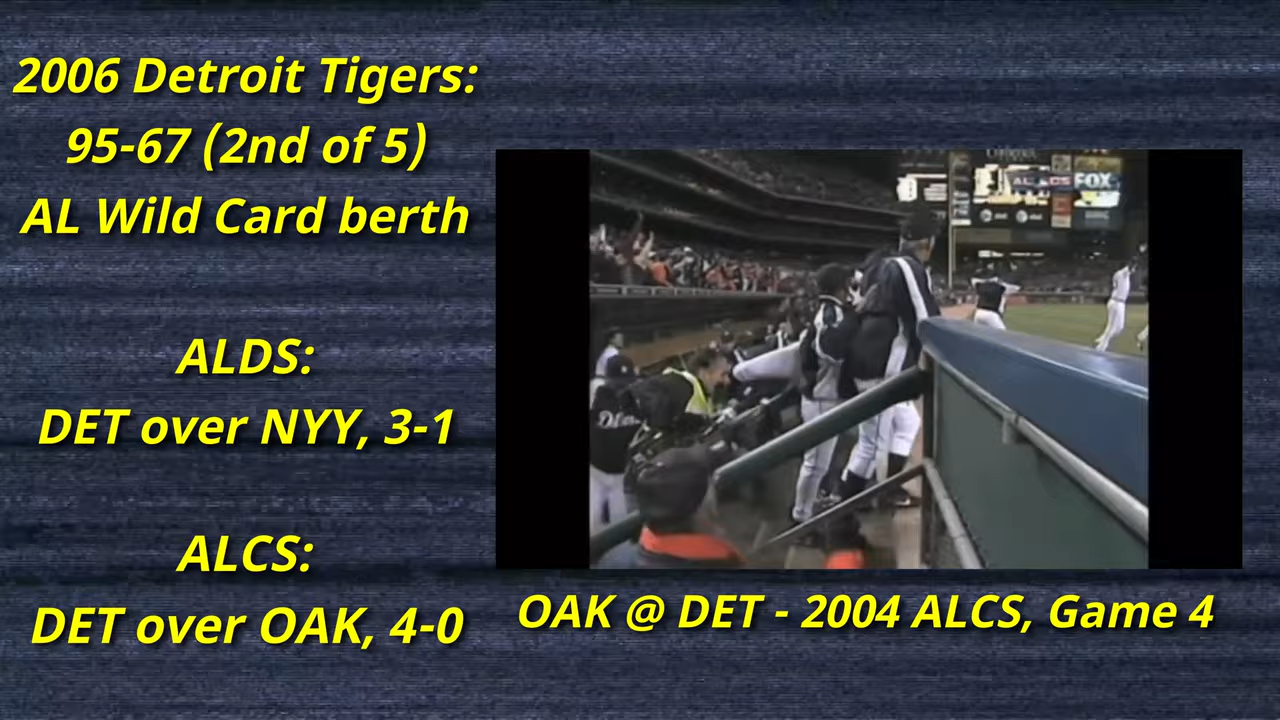 2006 Detroit Tigers:
95-67 (2nd of 5)
AL Wild Card berth
ALDS:
DET over NYY, 3-1
ALCS:
DET over OAK, 4-0
FOX
OAK @ DET - 2004 ALCS, Game 4